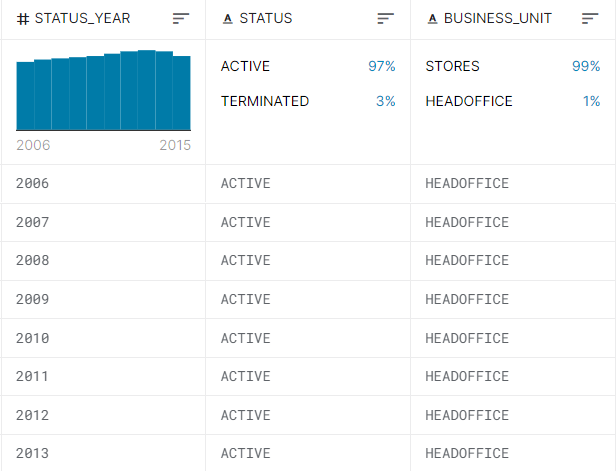 # STATUS_YEAR A STATUS A BUSINESS_UNIT
ACTIVE 97% STORES 99%
TERMINATED 3% HEADOFFICE 1%
2006 2015
2006 ACTIVE HEADOFFICE
2007 ACTIVE HEADOFFICE
2008 ACTIVE HEADOFFICE
2009 ACTIVE HEADOFFICE
2010 ACTIVE HEADOFFICE
2011 ACTIVE HEADOFFICE
2012 ACTIVE HEADOFFICE
2013 ACTIVE HEADOFFICE